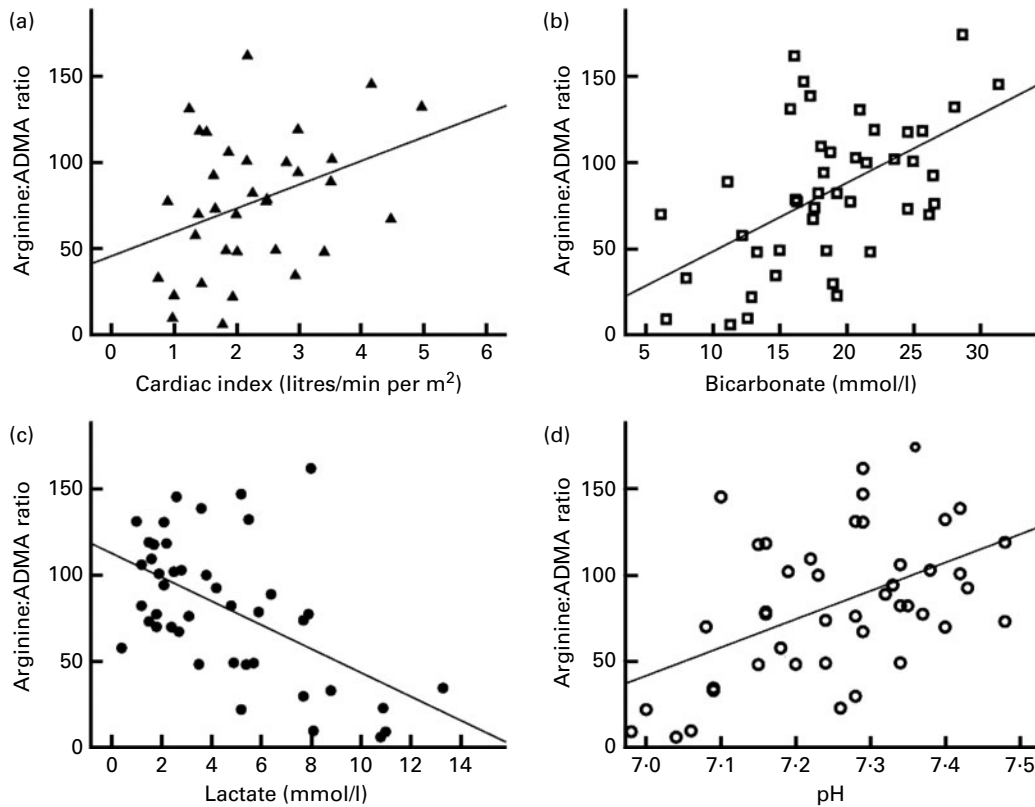 (a)
Arginine:ADMA ratio
150
100
50
0
0 1 2 3 4 5 6
Cardiac index (litres/min per m²)
(b)
Arginine:ADMA ratio
150
100
50
0
5 10 15 20 25 30
Bicarbonate (mmol/l)
(c)
Arginine:ADMA ratio
150
100
50
0
0 2 4 6 8 10 12 14
Lactate (mmol/l)
(d)
Arginine:ADMA ratio
150
100
50
0
7·0 7·1 7·2 7·3 7·4 7·5
pH